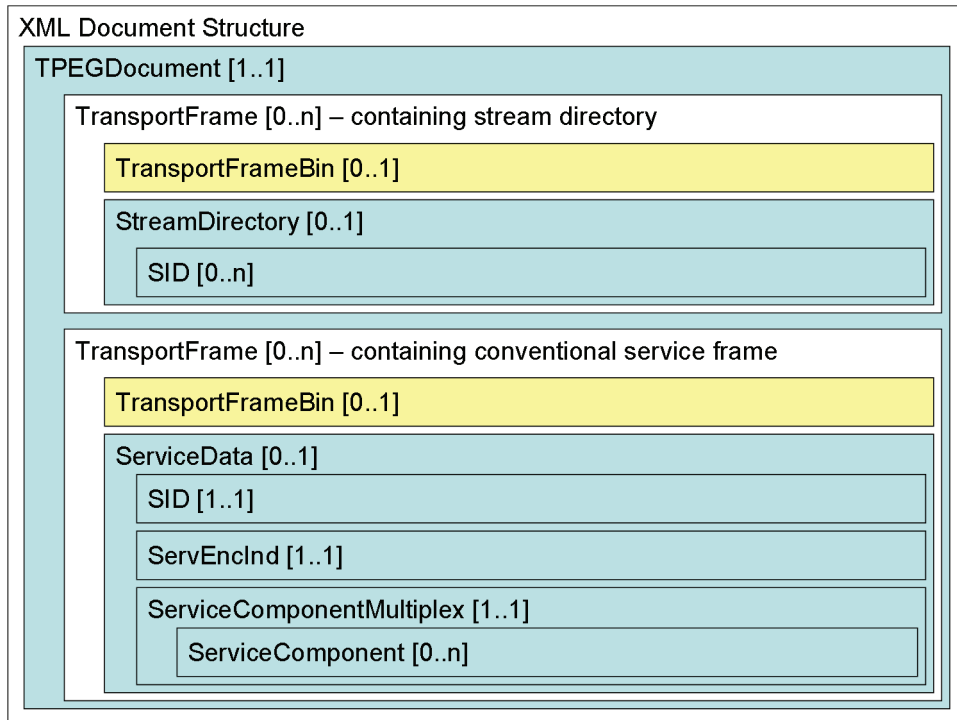 XML Document Structure
TPEGDocument [1..1]
TransportFrame [0..n] – containing stream directory
TransportFrameBin [0..1]
StreamDirectory [0..1]
SID [0..n]
TransportFrame [0..n] – containing conventional service frame
TransportFrameBin [0..1]
ServiceData [0..1]
SID [1..1]
ServEncInd [1..1]
ServiceComponentMultiplex [1..1]
ServiceComponent [0..n]